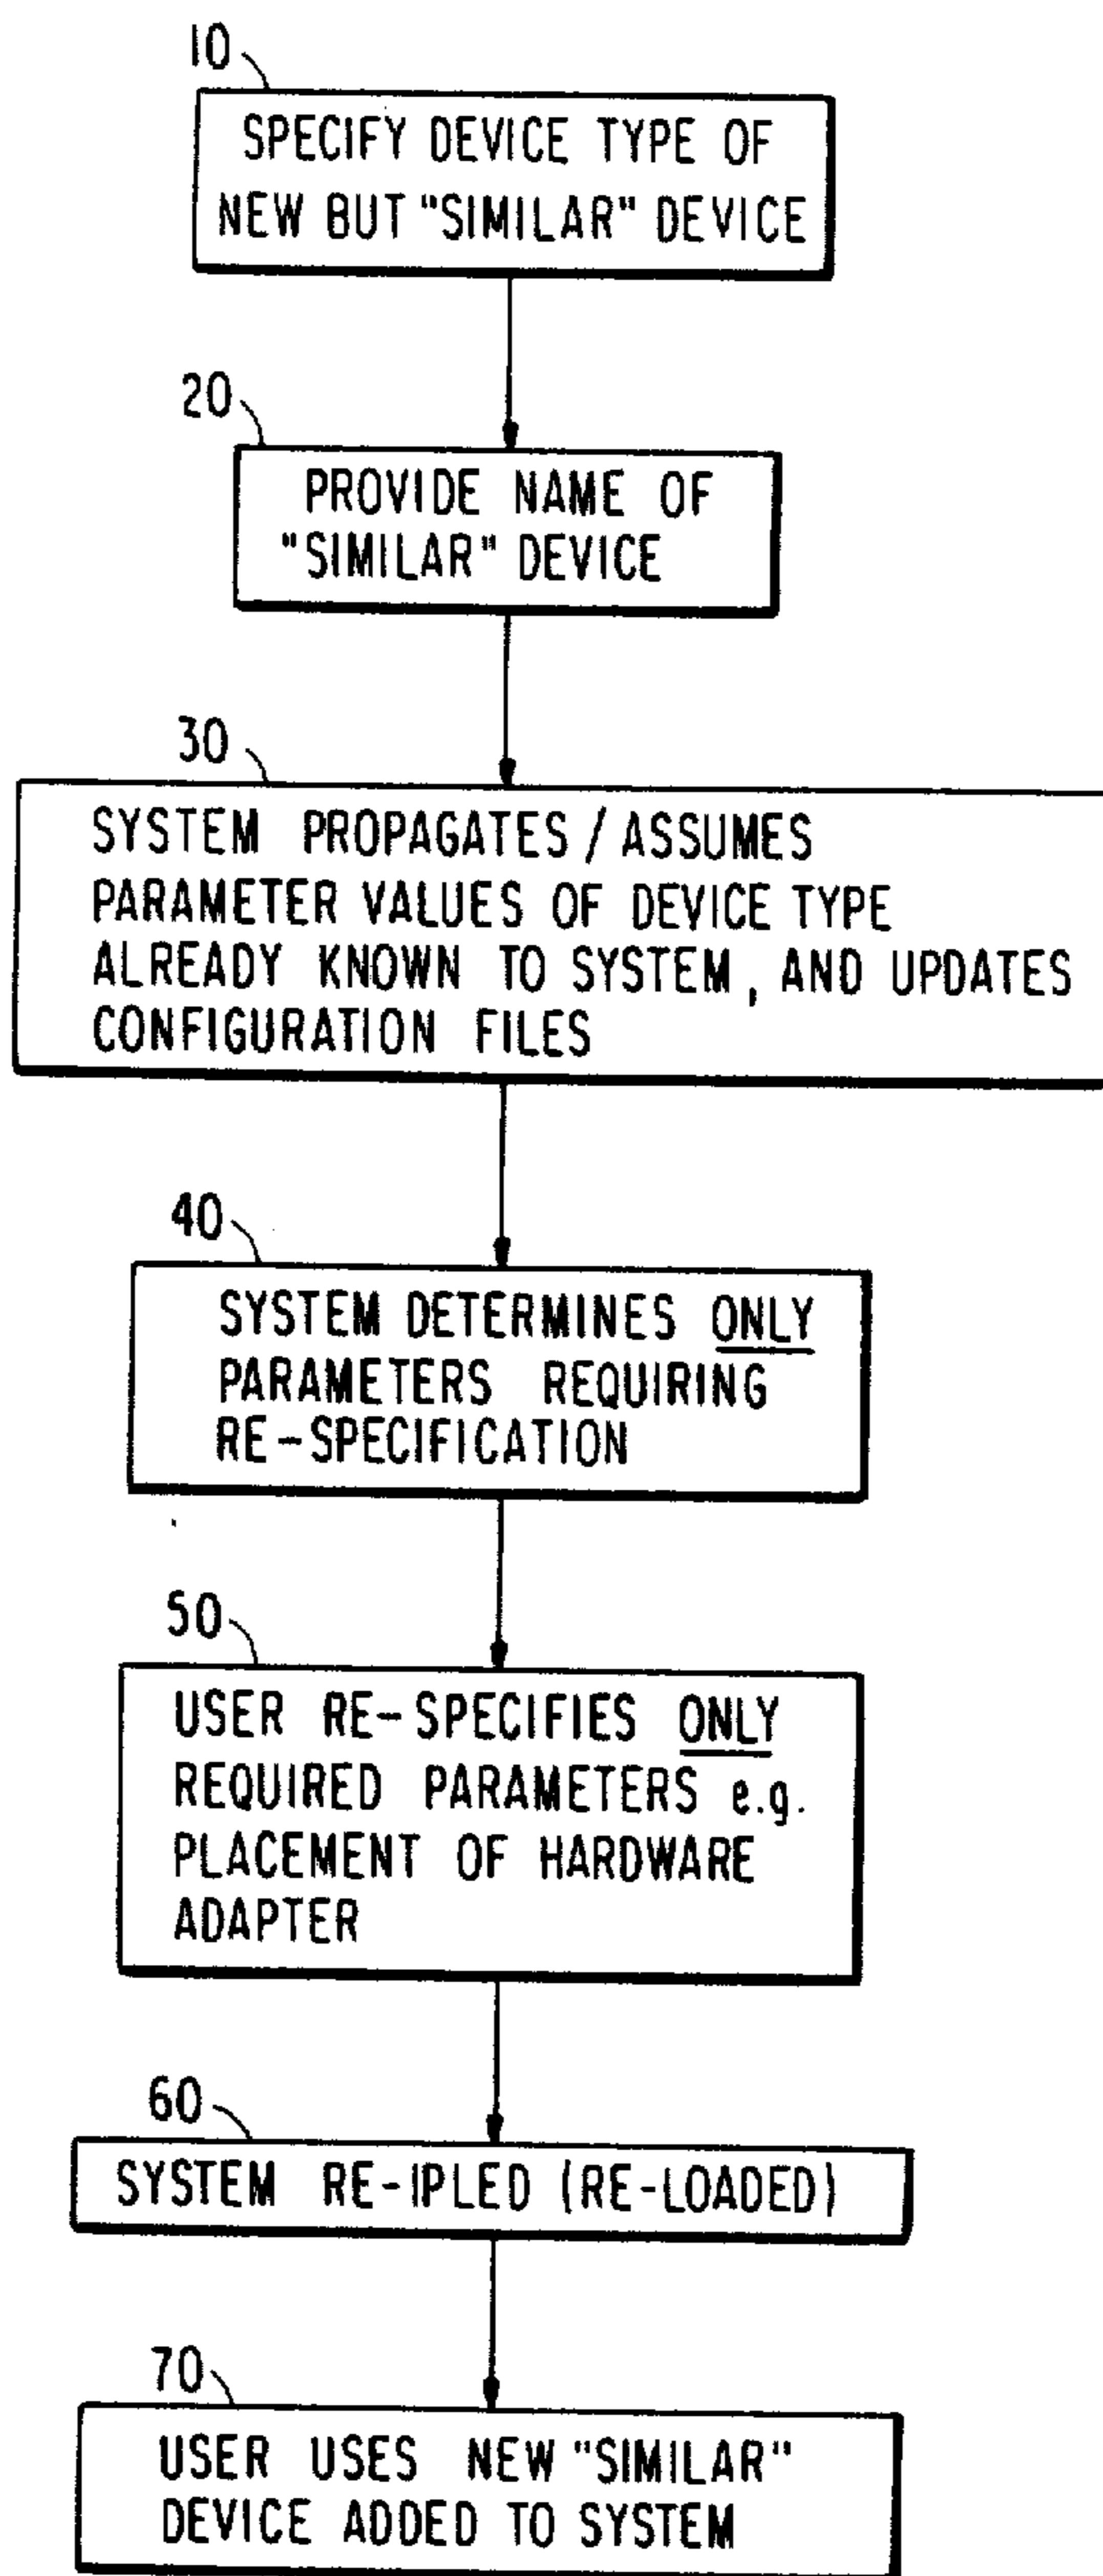 10
SPECIFY DEVICE TYPE OF
NEW BUT "SIMILAR" DEVICE
20
PROVIDE NAME OF
"SIMILAR" DEVICE
30
SYSTEM PROPAGATES / ASSUMES
PARAMETER VALUES OF DEVICE TYPE
ALREADY KNOWN TO SYSTEM, AND UPDATES
CONFIGURATION FILES
40
SYSTEM DETERMINES ONLY
PARAMETERS REQUIRING
RE-SPECIFICATION
50
USER RE-SPECIFIES ONLY
REQUIRED PARAMETERS e.g.
PLACEMENT OF HARDWARE
ADAPTER
60
SYSTEM RE-IPLED (RE-LOADED)
70
USER USES NEW "SIMILAR"
DEVICE ADDED TO SYSTEM